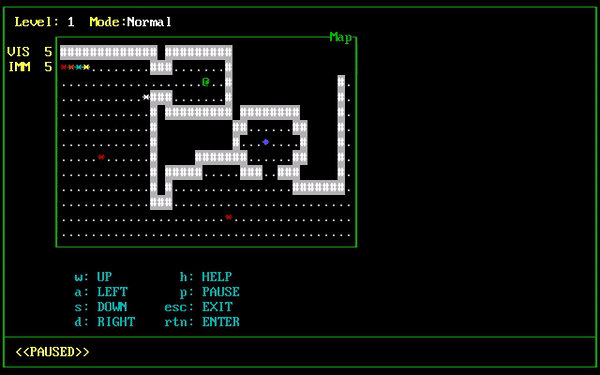 Level: 1 Mode:Normal
Map
VIS 5
IMM 5
w: UP h: HELP
a: LEFT p: PAUSE
s: DOWN esc: EXIT
d: RIGHT rtn: ENTER
<<PAUSED>>